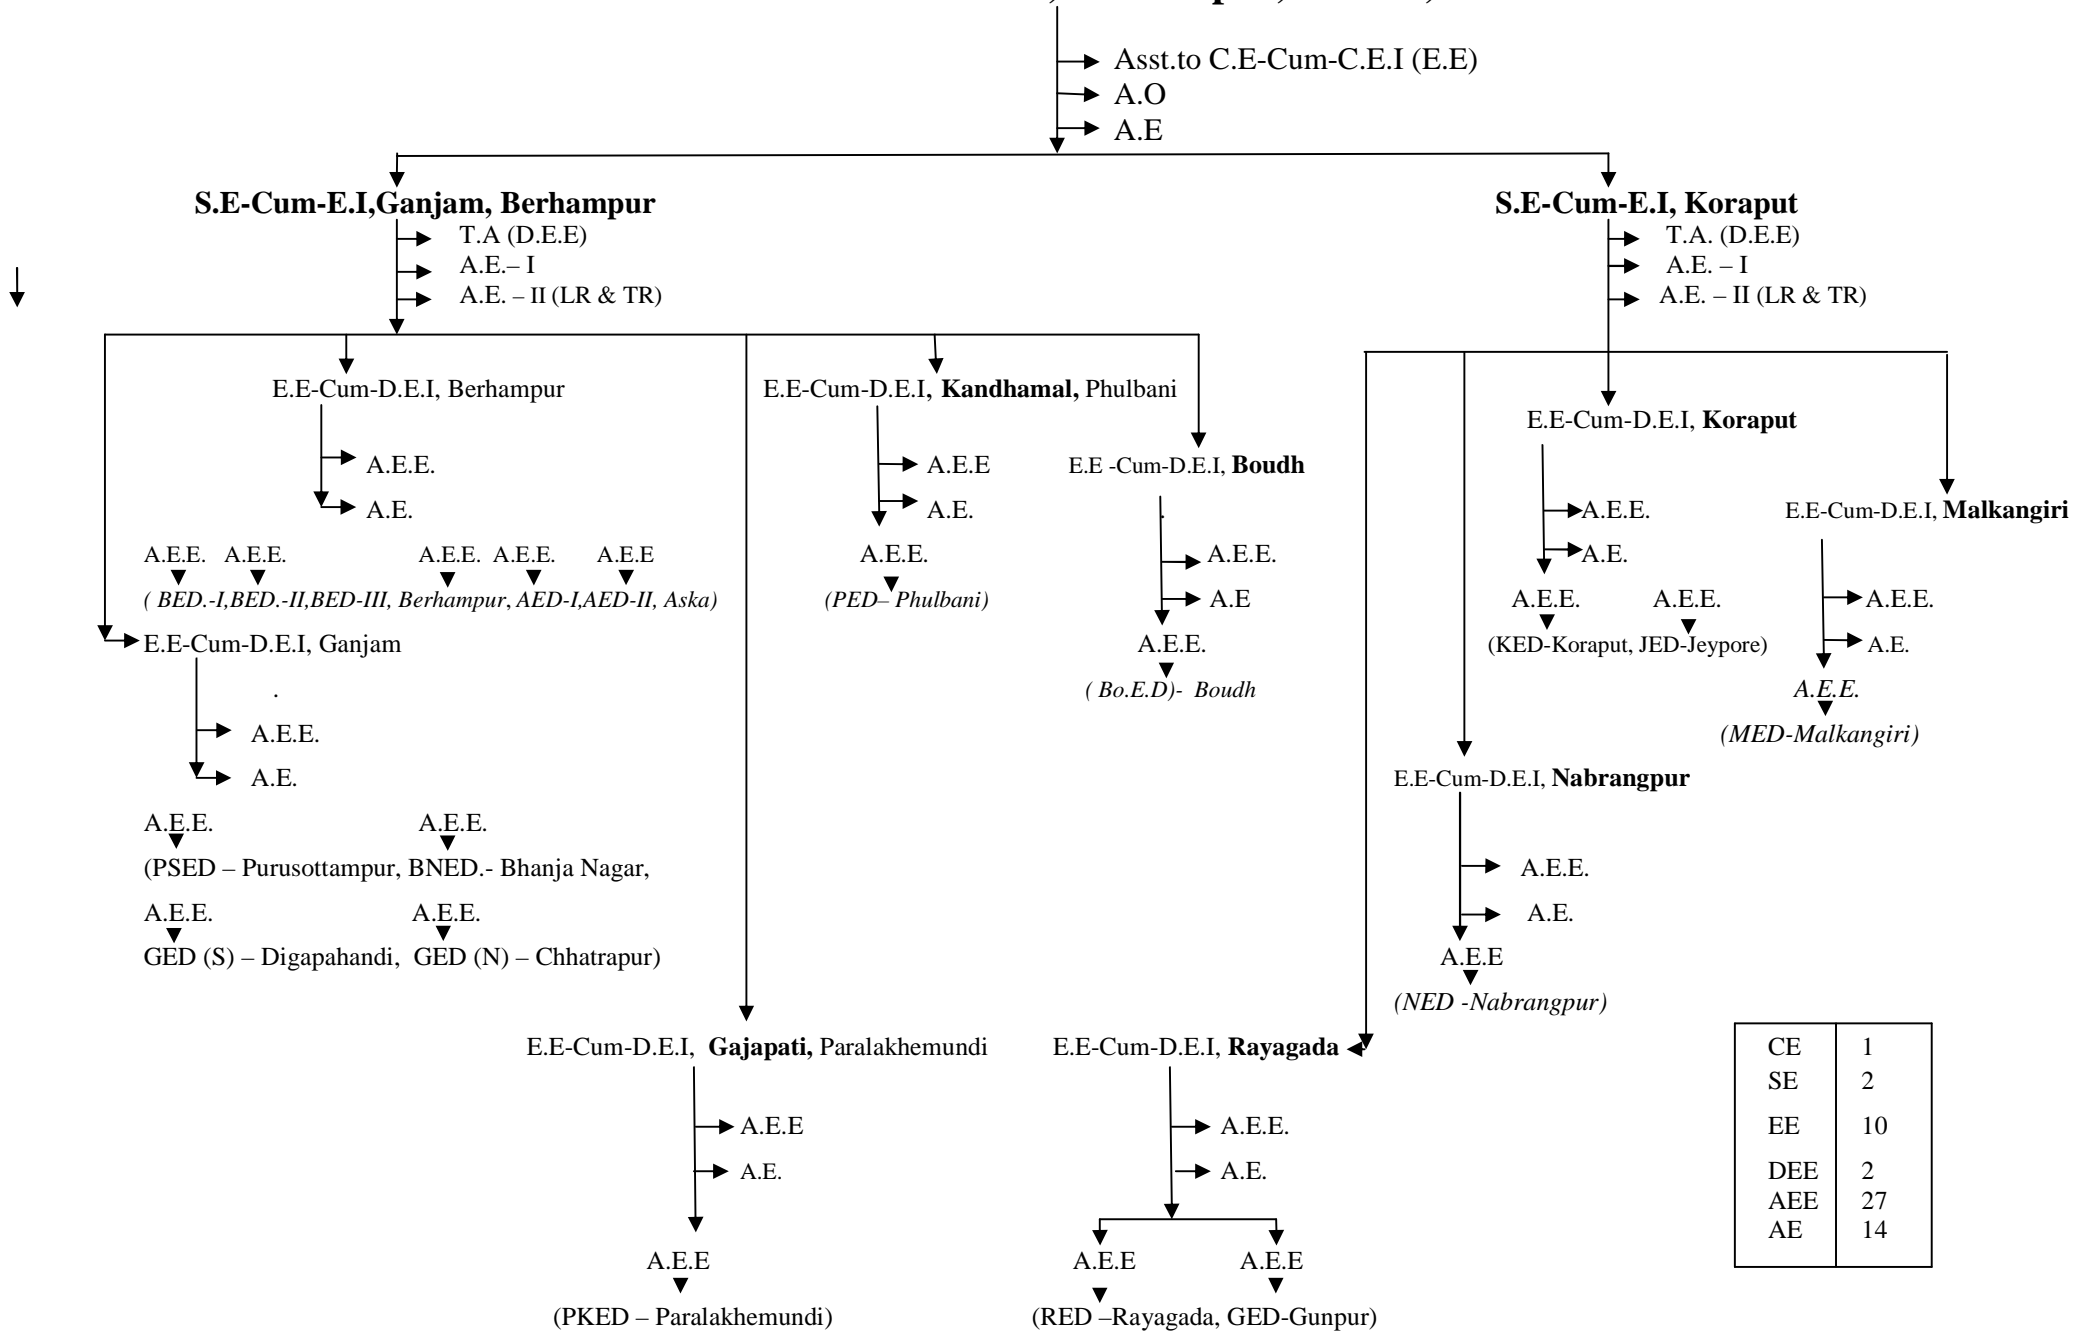 Asst.to C.E-Cum-C.E.I (E.E)
A.O
A.E
S.E-Cum-E.I,Ganjam, Berhampur
T.A (D.E.E)
A.E.– I
A.E. – II (LR & TR)
S.E-Cum-E.I, Koraput
T.A. (D.E.E)
A.E. – I
A.E. – II (LR & TR)
E.E-Cum-D.E.I, Berhampur
A.E.E.
A.E.
A.E.E. A.E.E. A.E.E. A.E.E. A.E.E
( BED.-I,BED.-II,BED-III, Berhampur, AED-I,AED-II, Aska)
E.E-Cum-D.E.I, Ganjam
.
A.E.E.
A.E.
A.E.E. A.E.E.
(PSED – Purusottampur, BNED.- Bhanja Nagar,
A.E.E. A.E.E.
GED (S) – Digapahandi, GED (N) – Chhatrapur)
E.E-Cum-D.E.I, Kandhamal, Phulbani
A.E.E
A.E.
A.E.E.
(PED– Phulbani)
E.E -Cum-D.E.I, Boudh
.
A.E.E.
A.E
A.E.E.
( Bo.E.D)- Boudh
E.E-Cum-D.E.I, Koraput
A.E.E.
A.E.
A.E.E. A.E.E.
(KED-Koraput, JED-Jeypore)
E.E-Cum-D.E.I, Malkangiri
A.E.E.
A.E.
A.E.E.
(MED-Malkangiri)
E.E-Cum-D.E.I, Nabrangpur
A.E.E.
A.E.
A.E.E
(NED -Nabrangpur)
E.E-Cum-D.E.I, Gajapati, Paralakhemundi
A.E.E
A.E.
A.E.E
(PKED – Paralakhemundi)
E.E-Cum-D.E.I, Rayagada
A.E.E.
A.E.
A.E.E A.E.E
(RED –Rayagada, GED-Gunpur)
CE 1
SE 2
EE 10
DEE 2
AEE 27
AE 14